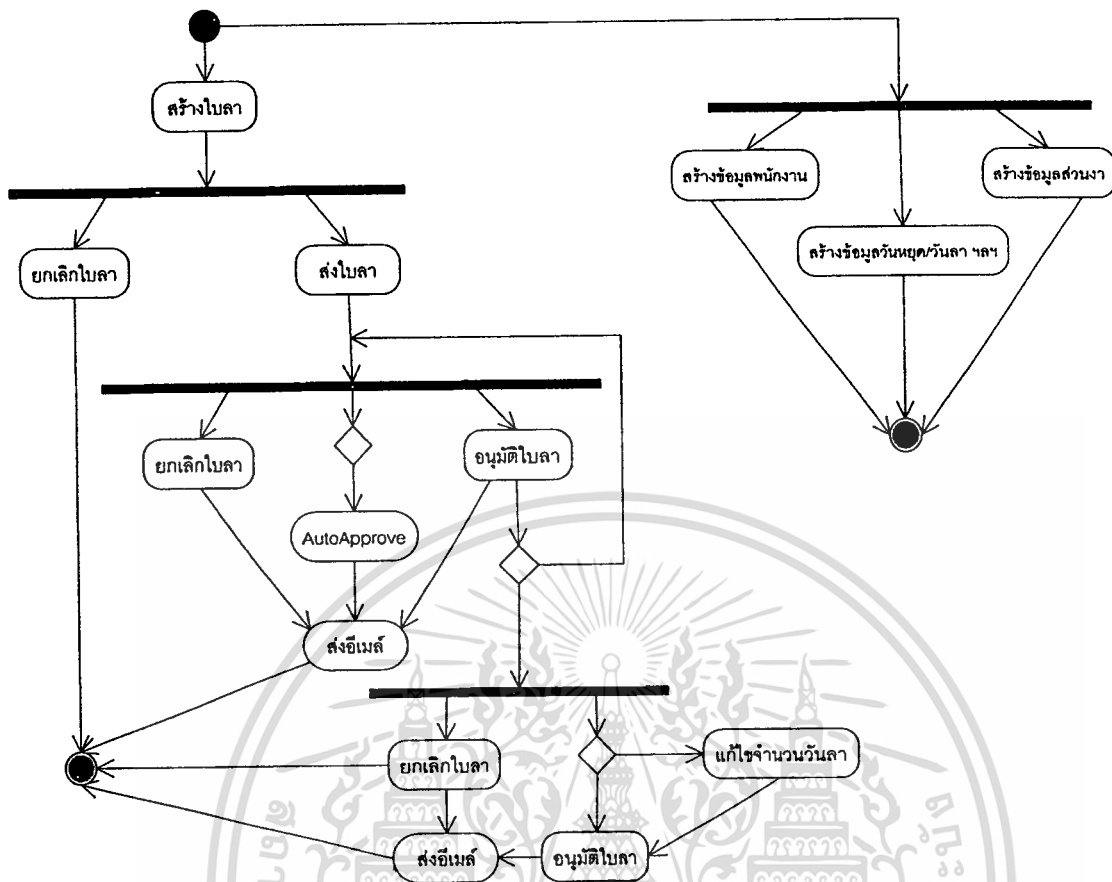 สร้างใบลา
สร้างข้อมูลพนักงาน
สร้างข้อมูลส่วนงา
ยกเลิกใบลา
ส่งใบลา
สร้างข้อมูลวันหยุด/วันลา ฯลฯ
ยกเลิกใบลา
อนุมัติใบลา
AutoApprove
ส่งอีเมล์
ยกเลิกใบลา
แก้ไขจำนวนวันลา
ส่งอีเมล์
อนุมัติใบลา